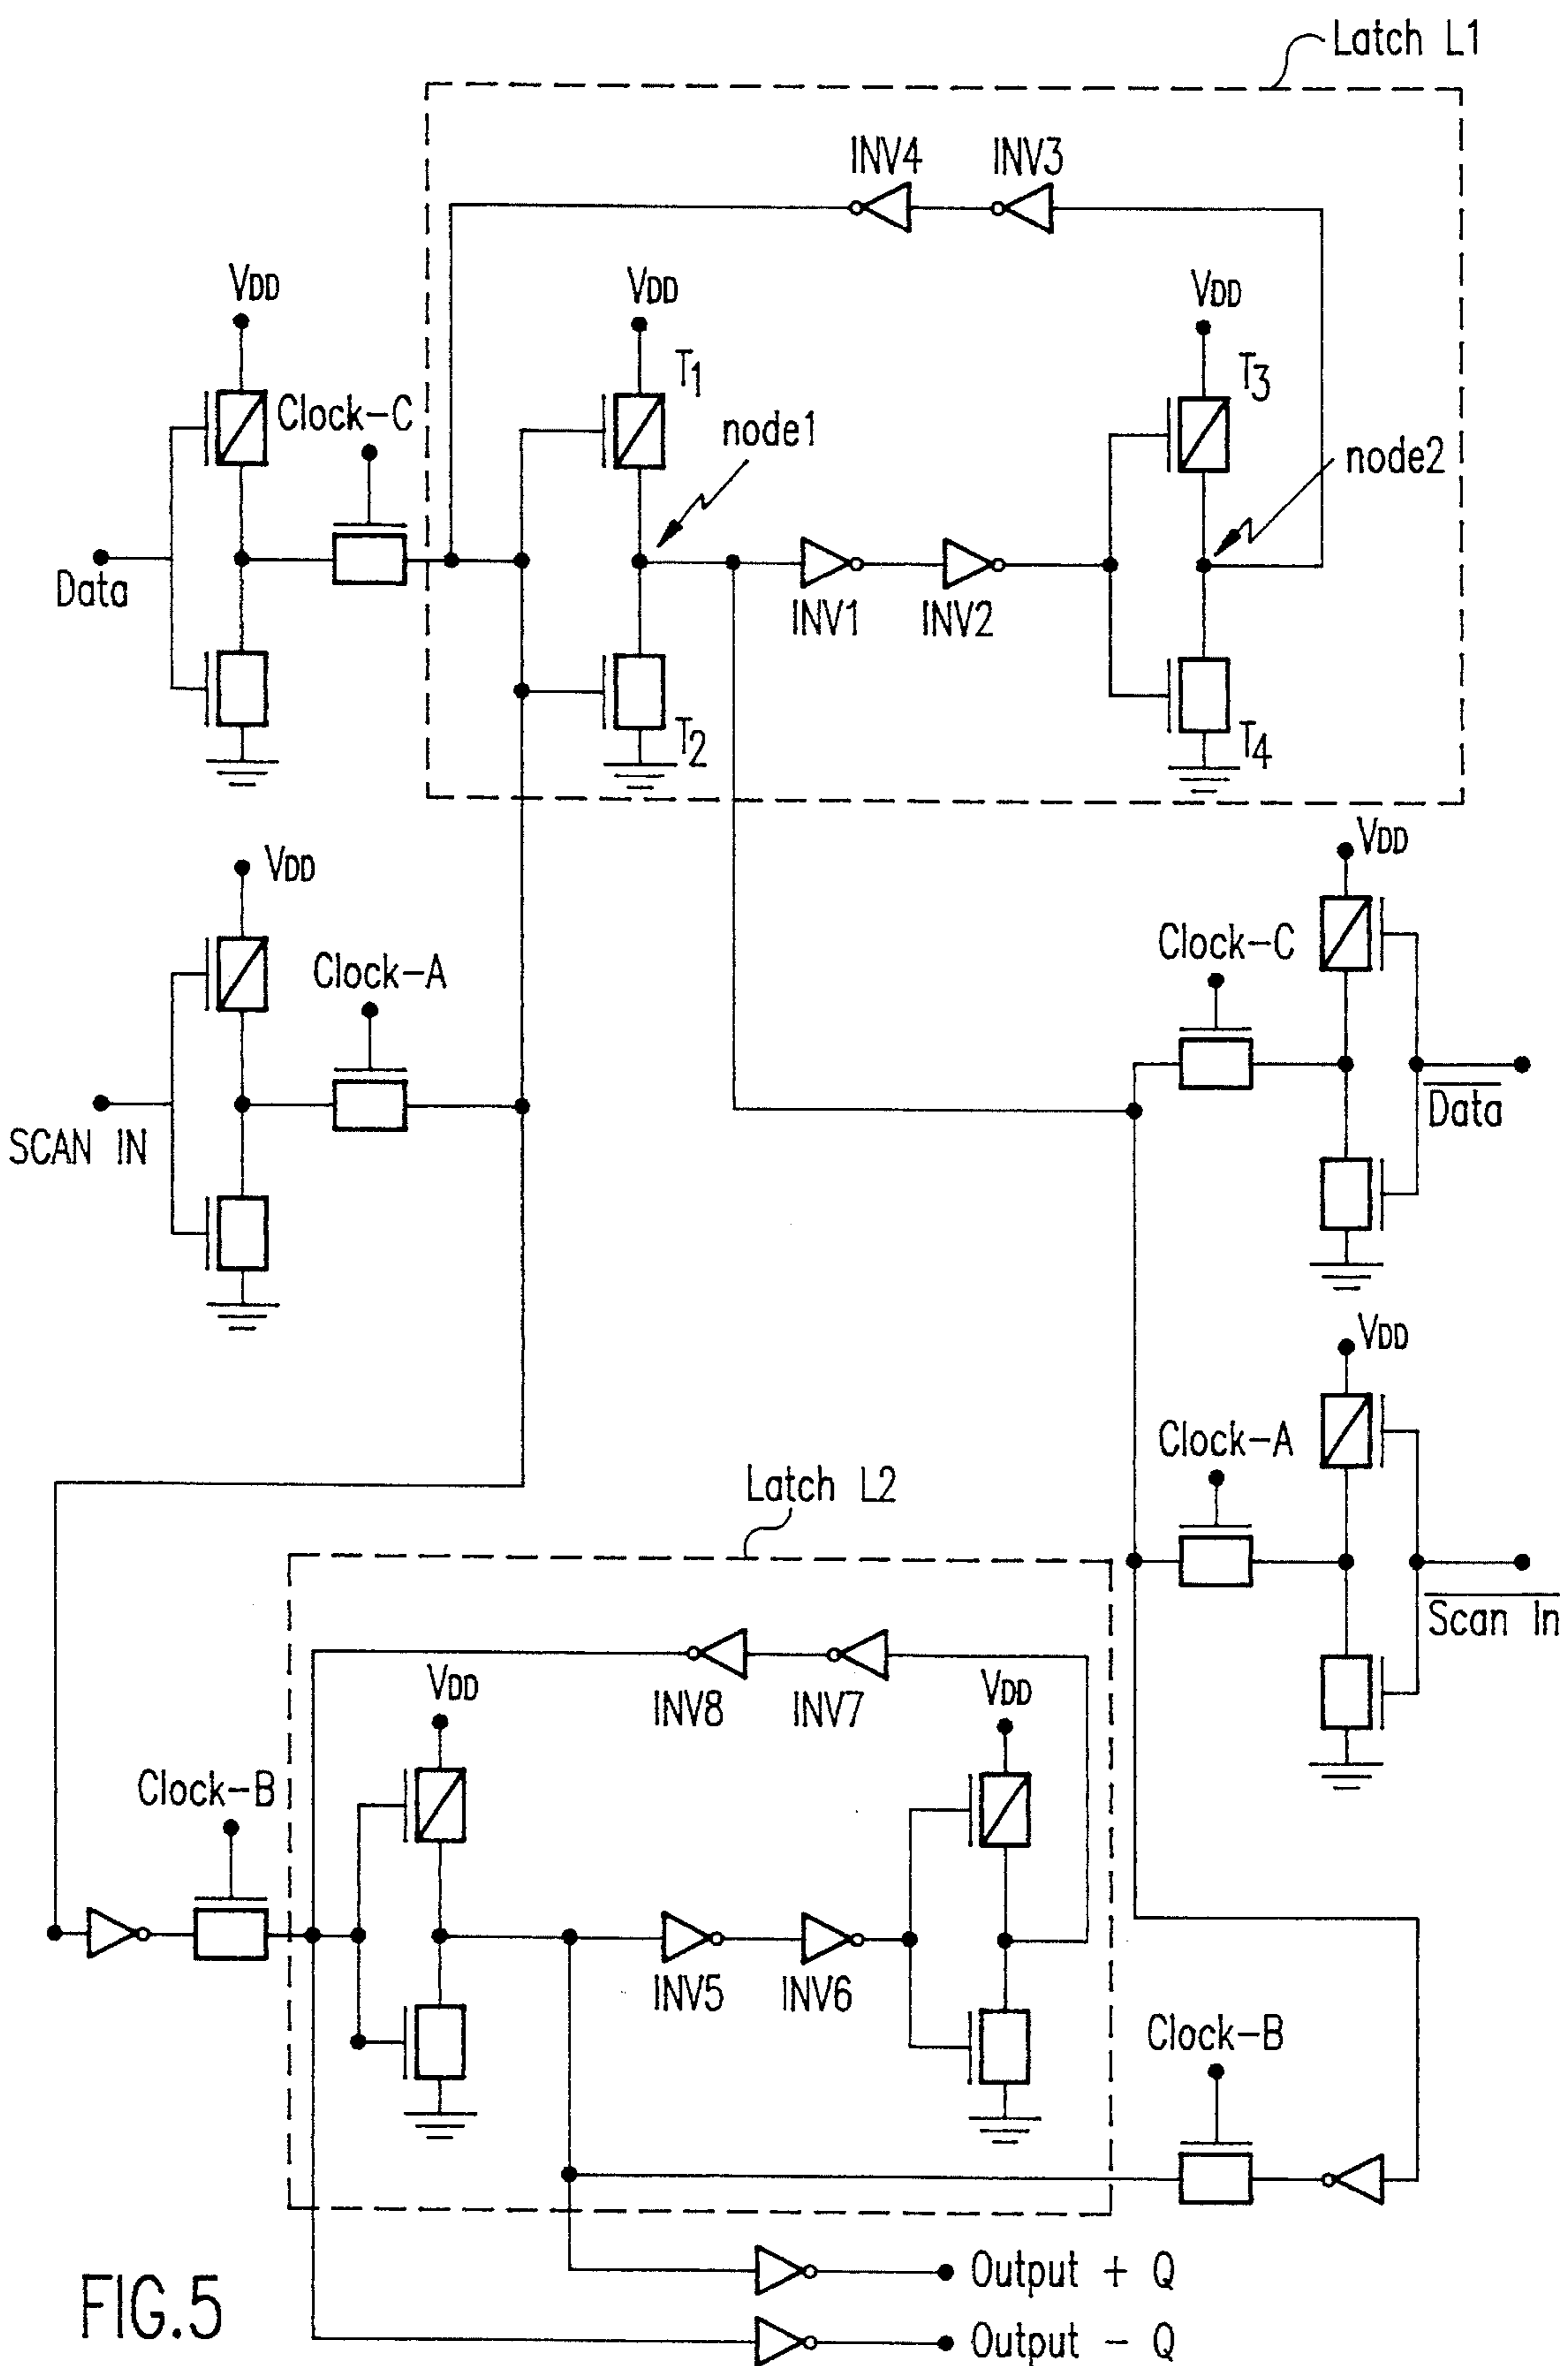 Latch L1
INV4
INV3
VDD
VDD
VDD
T1
T3
Clock-C
node1
node2
Data
INV1
INV2
T2
T4
VDD
VDD
Clock-A
Clock-C
SCAN IN
Data
VDD
Clock-A
Latch L2
Scan In
VDD
INV8
INV7
VDD
Clock-B
INV5
INV6
Clock-B
Output + Q
FIG.5
Output - Q